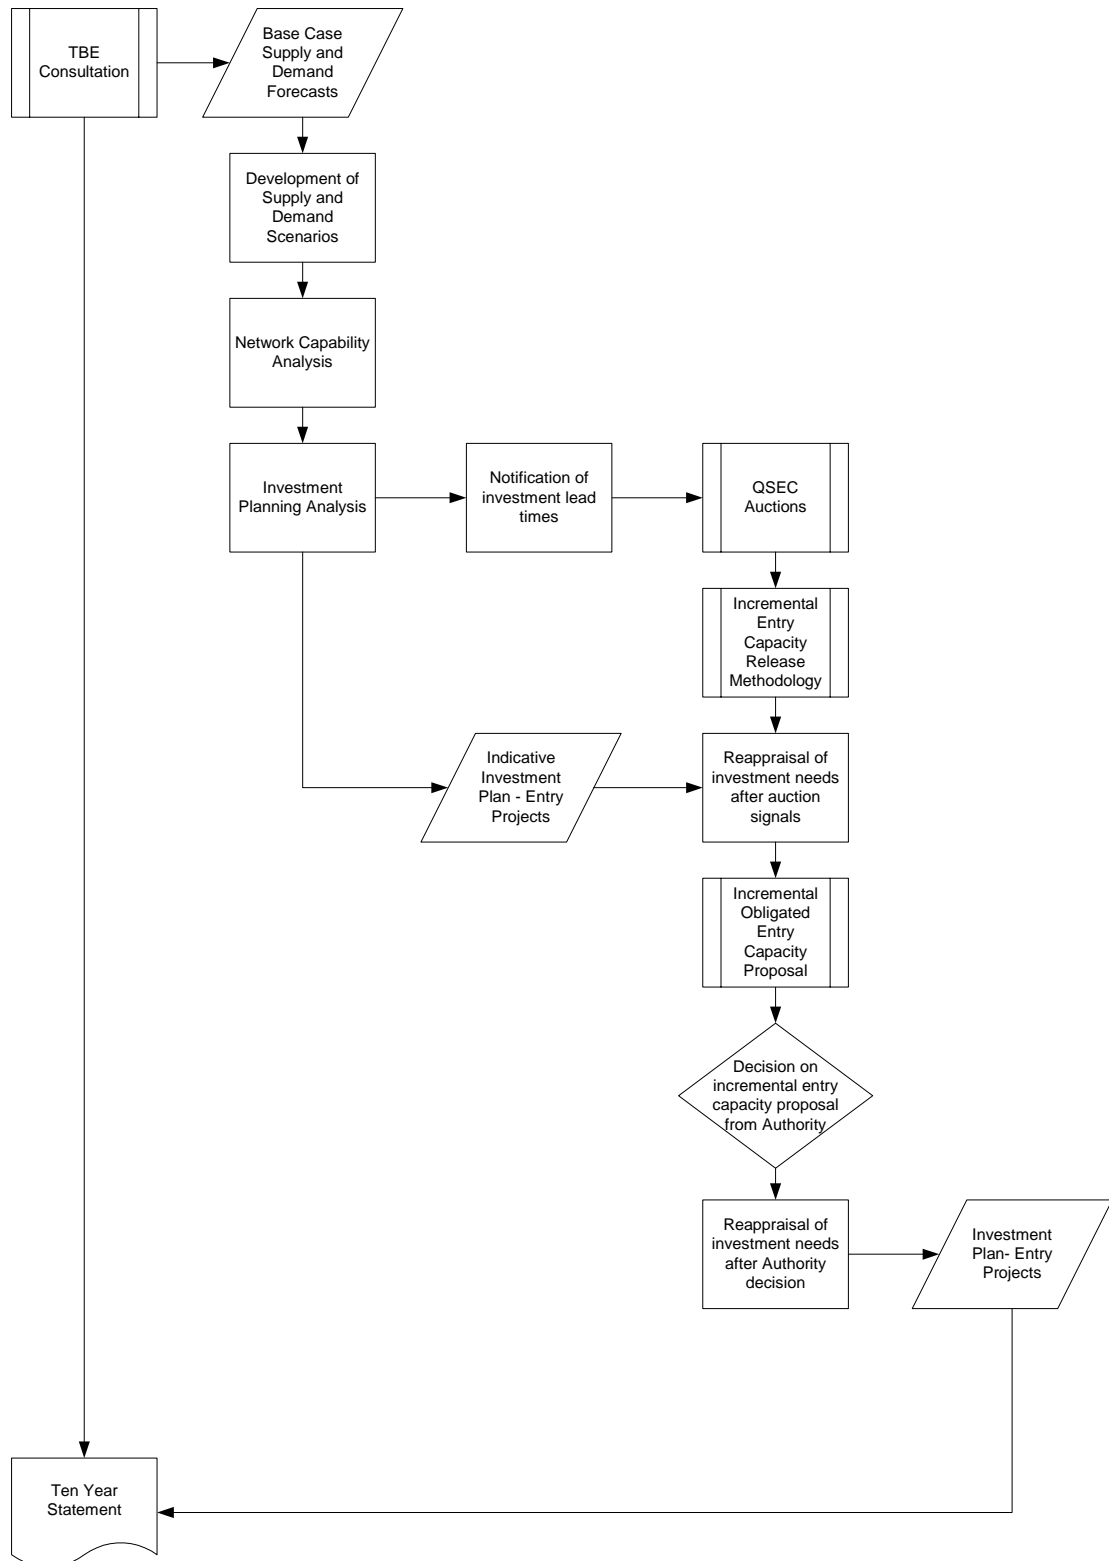 TBE
Consultation
Base Case
Supply and
Demand
Forecasts
Development of
Supply and
Demand
Scenarios
Network Capability
Analysis
Investment
Planning Analysis
Notification of
investment lead
times
QSEC
Auctions
Incremental
Entry
Capacity
Release
Methodology
Indicative
Investment
Plan - Entry
Projects
Reappraisal of
investment needs
after auction
signals
Incremental
Obligated
Entry
Capacity
Proposal
Decision on
incremental entry
capacity proposal
from Authority
Reappraisal of
investment needs
after Authority
decision
Investment
Plan- Entry
Projects
Ten Year
Statement